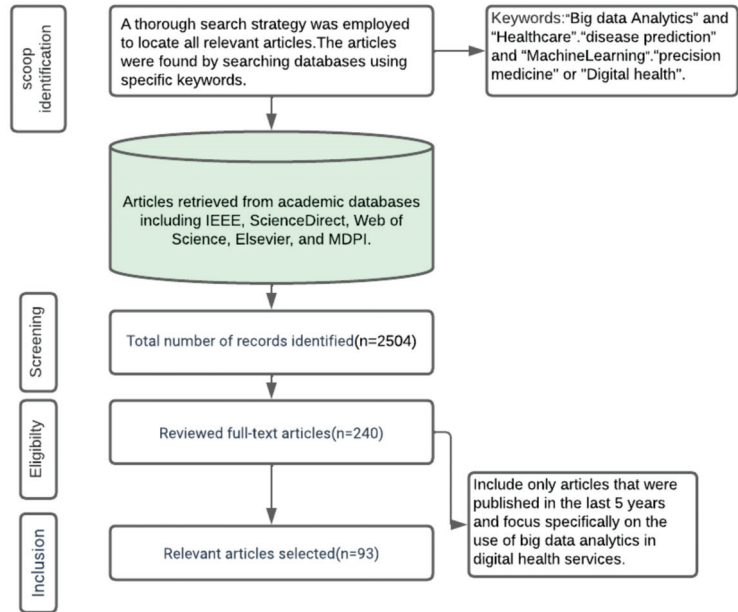 scoop
identification
A thorough search strategy was employed
to locate all relevant articles.The articles
were found by searching databases using
specific keywords.
Keywords:"Big data Analytics" and
"Healthcare"."disease prediction"
and "MachineLearning"."precision
medicine" or "Digital health".
Articles retrieved from academic databases
including IEEE, ScienceDirect, Web of
Science, Elsevier, and MDPI.
Screening
Total number of records identified(n=2504)
Eligibilty
Reviewed full-text articles(n=240)
Include only articles that were
published in the last 5 years
and focus specifically on the
use of big data analytics in
digital health services.
Inclusion
Relevant articles selected(n=93)